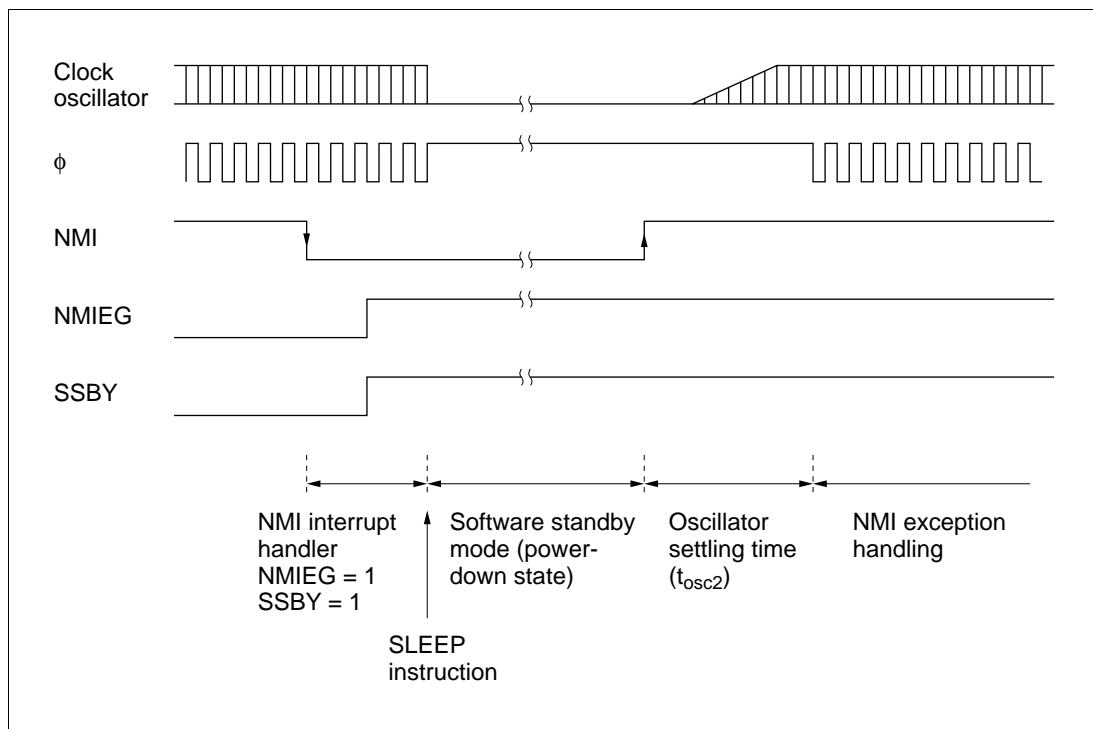 Clock
oscillator
ϕ
NMI
NMIEG
SSBY
NMI interrupt
handler
NMIEG = 1
SSBY = 1
Software standby
mode (power-
down state)
Oscillator
settling time
(tosc2)
NMI exception
handling
SLEEP
instruction